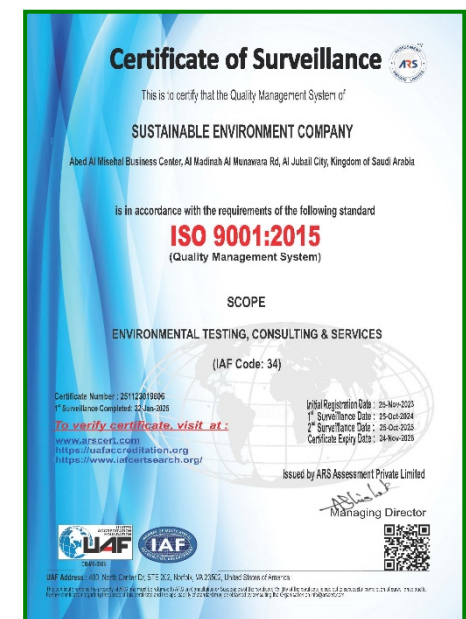 Certificate of Surveillance
ARS
This is to certify that the Quality Management System of
SUSTAINABLE ENVIRONMENT COMPANY
Abed Al Misehal Business Center, Al Madinah Al Munawara Rd, Al Jubail City, Kingdom of Saudi Arabia
is in accordance with the requirements of the following standard
ISO 9001:2015
(Quality Management System)
SCOPE
ENVIRONMENTAL TESTING, CONSULTING & SERVICES
(IAF Code: 34)
Certificate Number : 251123019806
1st Surveillance Completed: 22-Jan-2025
To verify certificate, visit at :
www.arscert.com
https://uafaccreditation.org
https://www.iafcertsearch.org/
Initial Registration Date : 25-Nov-2023
1st Surveillance Date : 25-Oct-2024
2nd Surveillance Date : 25-Oct-2025
Certificate Expiry Date : 24-Nov-2026
Issued by ARS Assessment Private Limited
Managing Director
UAF
IAF
UAF Address : 400 North Center Dr, STE 202, Norfolk, VA 23502, United States of America